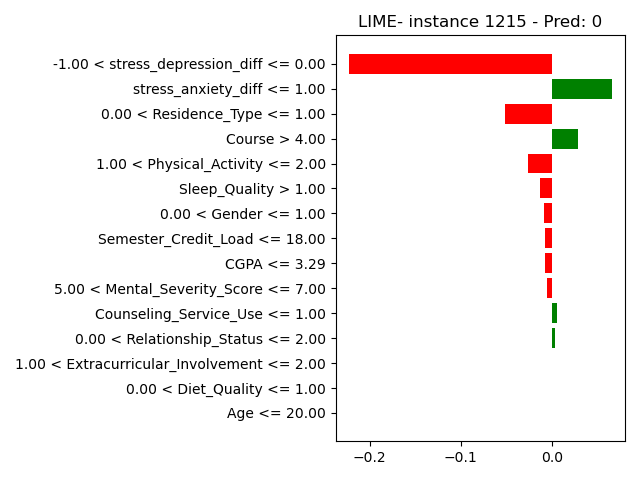 LIME- instance 1215 - Pred: 0
-1.00 < stress_depression_diff <= 0.00
stress_anxiety_diff <= 1.00
0.00 < Residence_Type <= 1.00
Course > 4.00
1.00 < Physical_Activity <= 2.00
Sleep_Quality > 1.00
0.00 < Gender <= 1.00
Semester_Credit_Load <= 18.00
CGPA <= 3.29
5.00 < Mental_Severity_Score <= 7.00
Counseling_Service_Use <= 1.00
0.00 < Relationship_Status <= 2.00
1.00 < Extracurricular_Involvement <= 2.00
0.00 < Diet_Quality <= 1.00
Age <= 20.00
−0.2 −0.1 0.0